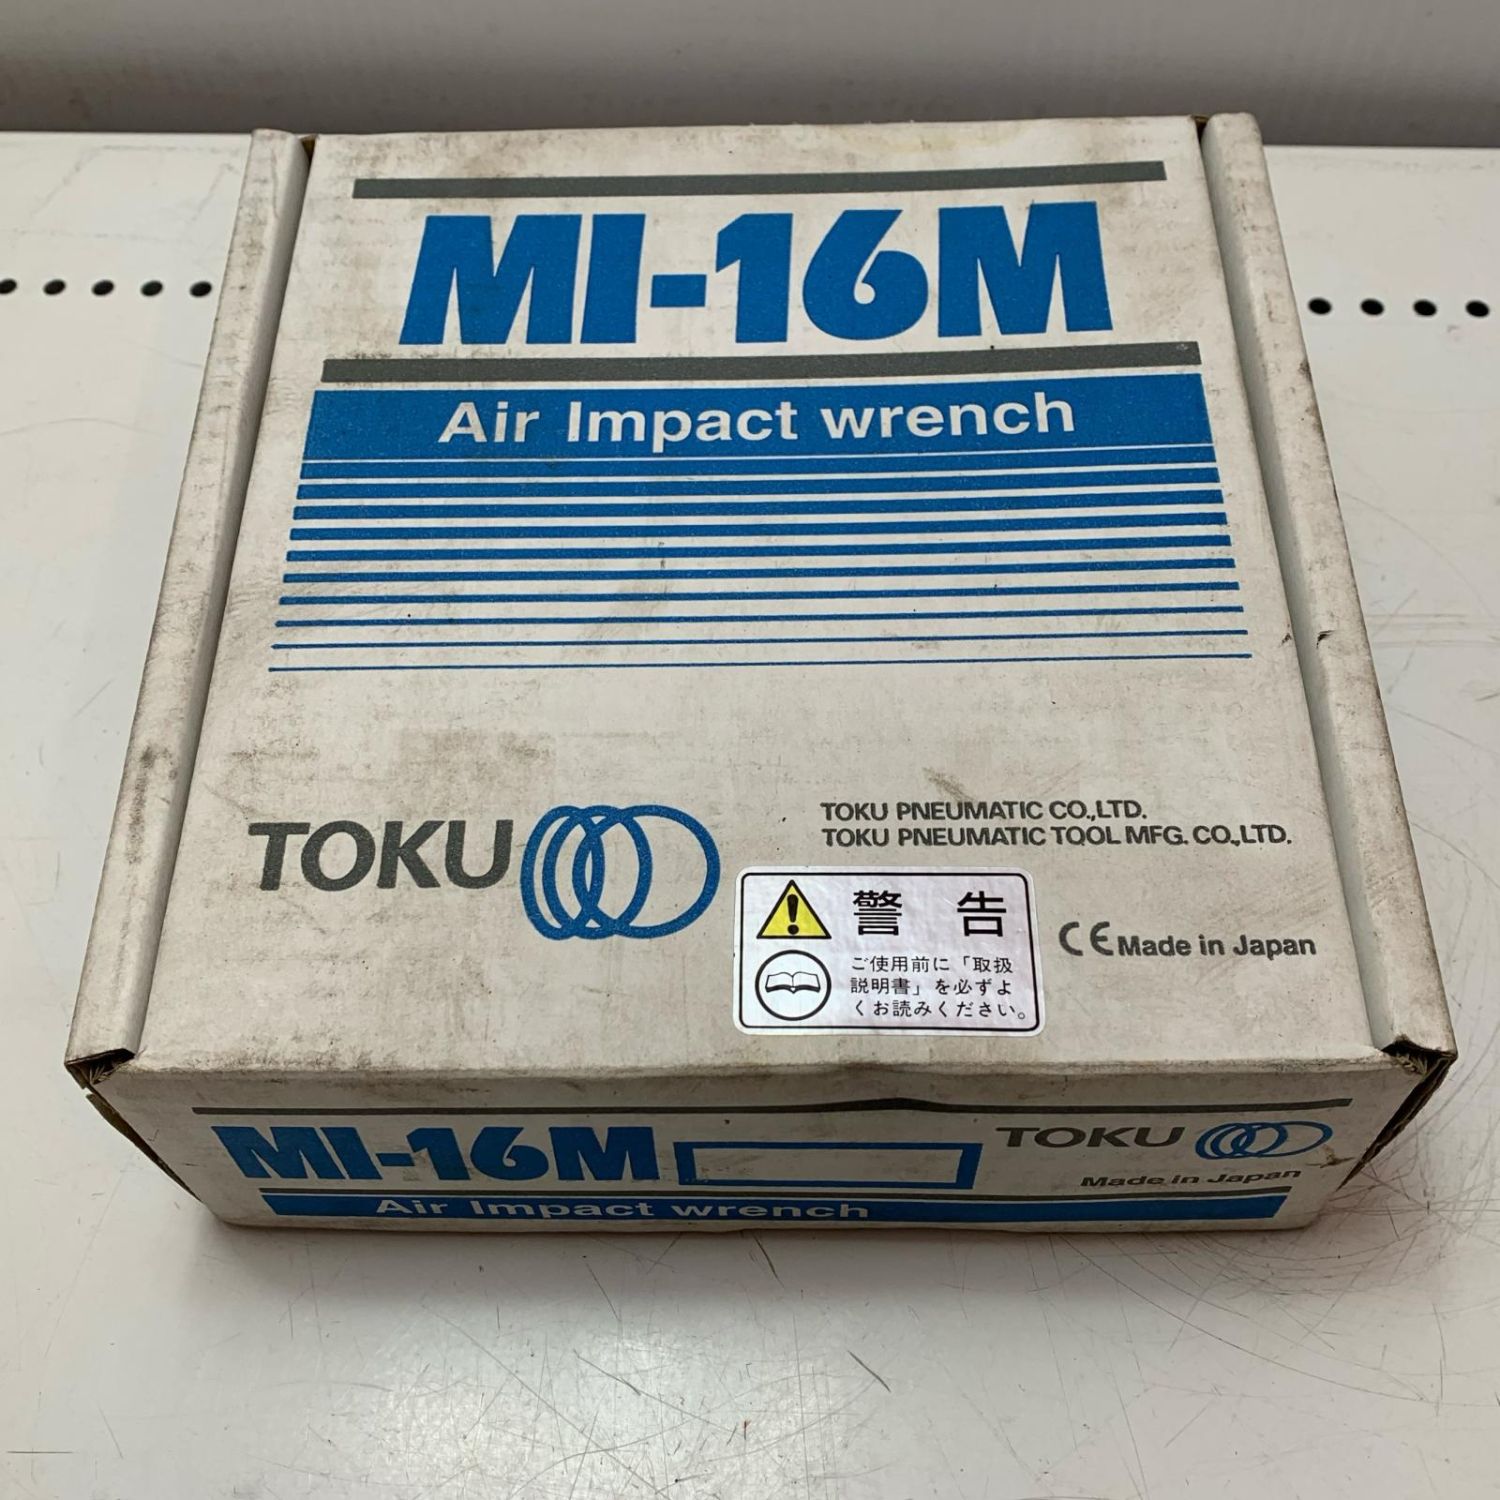 MI-16M
Air Impact wrench
TOKU
TOKU PNEUMATIC CO.,LTD.
TOKU PNEUMATIC TOOL MFG. CO.,LTD.
警告
ご使用前に「取扱
説明書」を必ずよ
くお読みください。
CE Made in Japan
MI-16M
TOKU
Made in Japan
Air Impact wrench